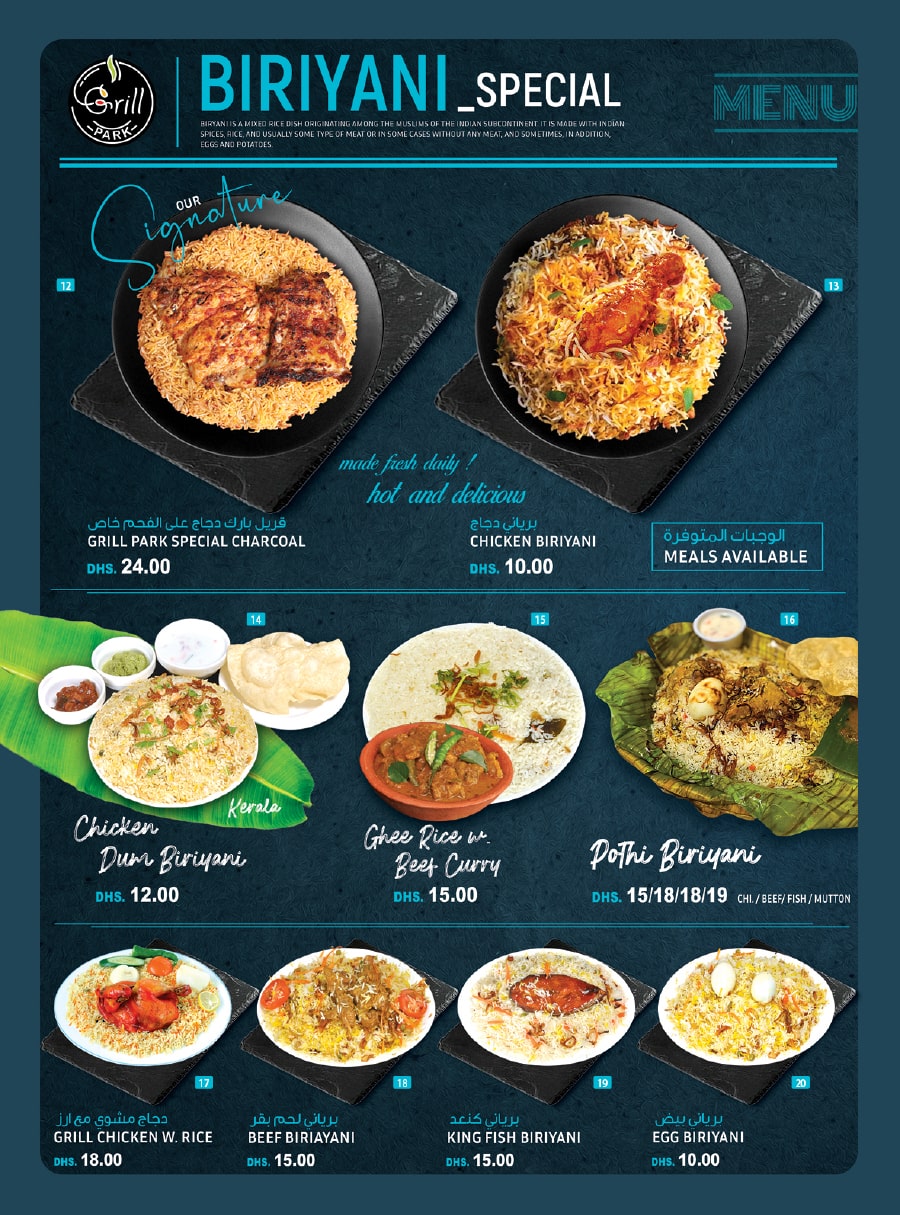 Grill
PARK
BIRIYANI _SPECIAL
MENU
BIRYANI IS A MIXED RICE DISH ORIGINATING AMONG THE MUSLIMS OF THE INDIAN SUBCONTINENT. IT IS MADE WITH INDIAN
SPICES, RICE, AND USUALLY SOME TYPE OF MEAT OR IN SOME CASES WITHOUT ANY MEAT, AND SOMETIMES, IN ADDITION,
EGGS AND POTATOES.
OUR
Signature
12
13
made fresh daily !
hot and delicious
قريل بارك دجاج على الفحم خاص
GRILL PARK SPECIAL CHARCOAL
DHS. 24.00
برياني دجاج
CHICKEN BIRIYANI
DHS. 10.00
الوجبات المتوفرة
MEALS AVAILABLE
14
Kerala
Chicken
Dum Biriyani
DHS. 12.00
15
Ghee Rice w.
Beef Curry
DHS. 15.00
16
Pothi Biriyani
DHS. 15/18/18/19 CHI. / BEEF/ FISH / MUTTON
17
دجاج مشوي مع ارز
GRILL CHICKEN W. RICE
DHS. 18.00
18
برياني لحم بقر
BEEF BIRIAYANI
DHS. 15.00
19
برياني كنعد
KING FISH BIRIYANI
DHS. 15.00
20
برياني بيض
EGG BIRIYANI
DHS. 10.00